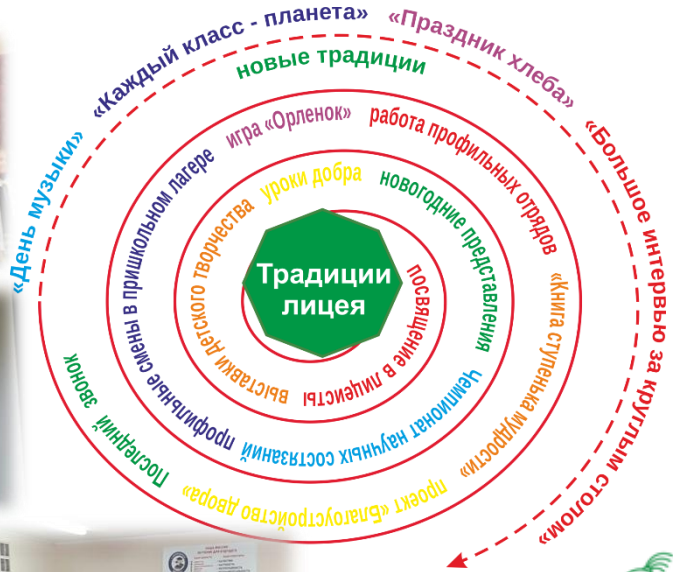 Традиции
лицея
посвящение в лицеисты
выставки детского творчества
уроки добра
новогодние представления
Чемпионат научных состязаний
профильные смены в пришкольном лагере
игра «Орленок»
работа профильных отрядов
«Книга ступенька мудрости»
проект «Благоустройство двора»
Последний звонок
новые традиции
«День музыки»
«Каждый класс - планета»
«Праздник хлеба»
«Большое интервью за круглым столом»